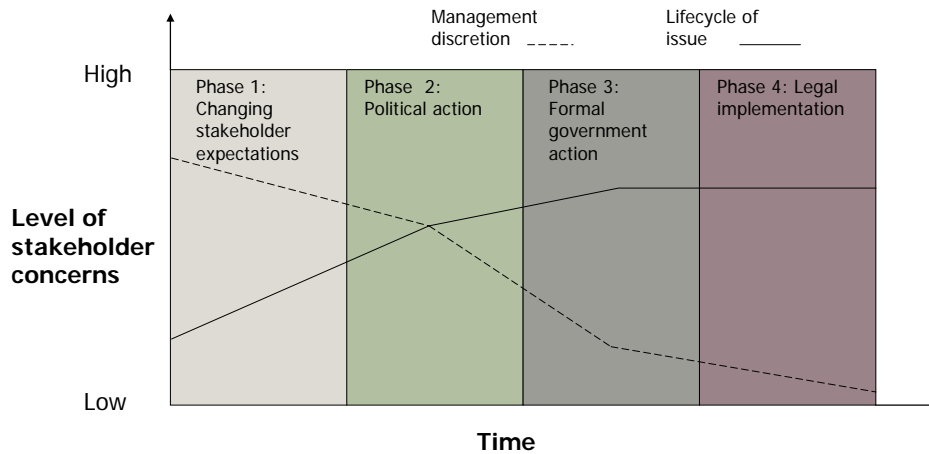 Management
discretion
Lifecycle of
issue
High
Phase 1:
Changing
stakeholder
expectations
Phase 2:
Political action
Phase 3:
Formal
government
action
Phase 4: Legal
implementation
Level of
stakeholder
concerns
Low
Time